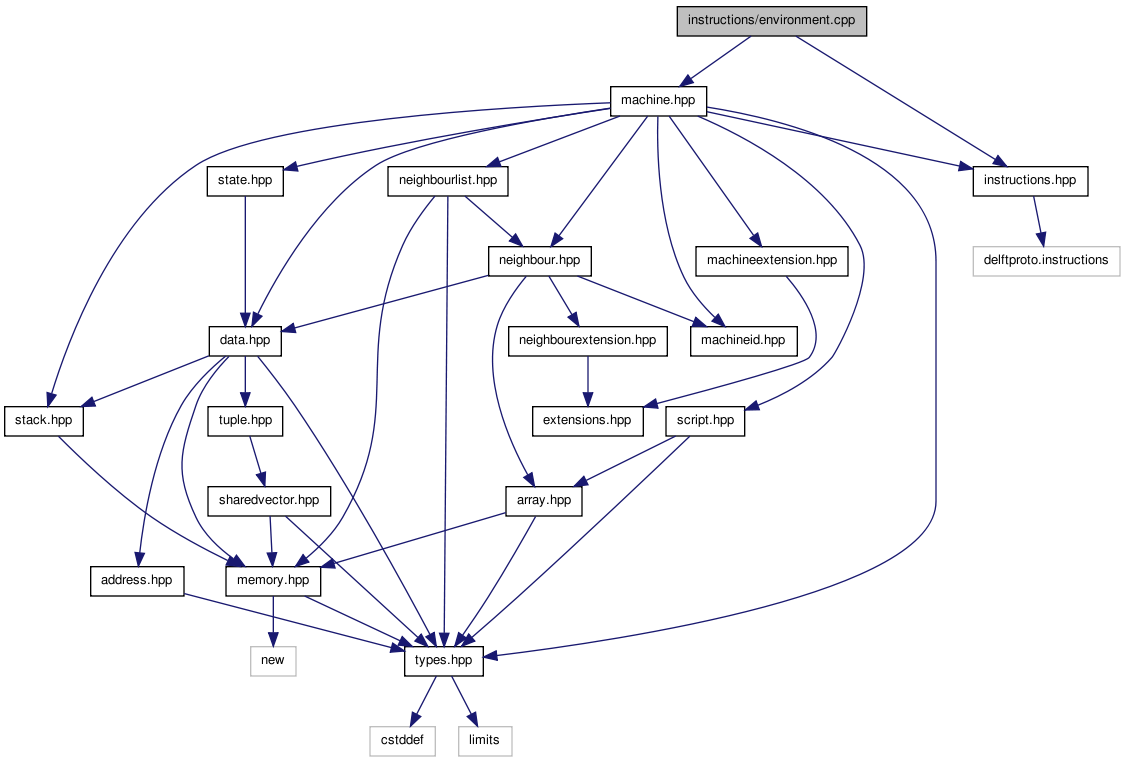 instructions/environment.cpp
machine.hpp
state.hpp
neighbourlist.hpp
instructions.hpp
neighbour.hpp
machineextension.hpp
delftproto.instructions
data.hpp
neighbourextension.hpp
machineid.hpp
stack.hpp
tuple.hpp
extensions.hpp
script.hpp
sharedvector.hpp
array.hpp
address.hpp
memory.hpp
new
types.hpp
cstddef
limits